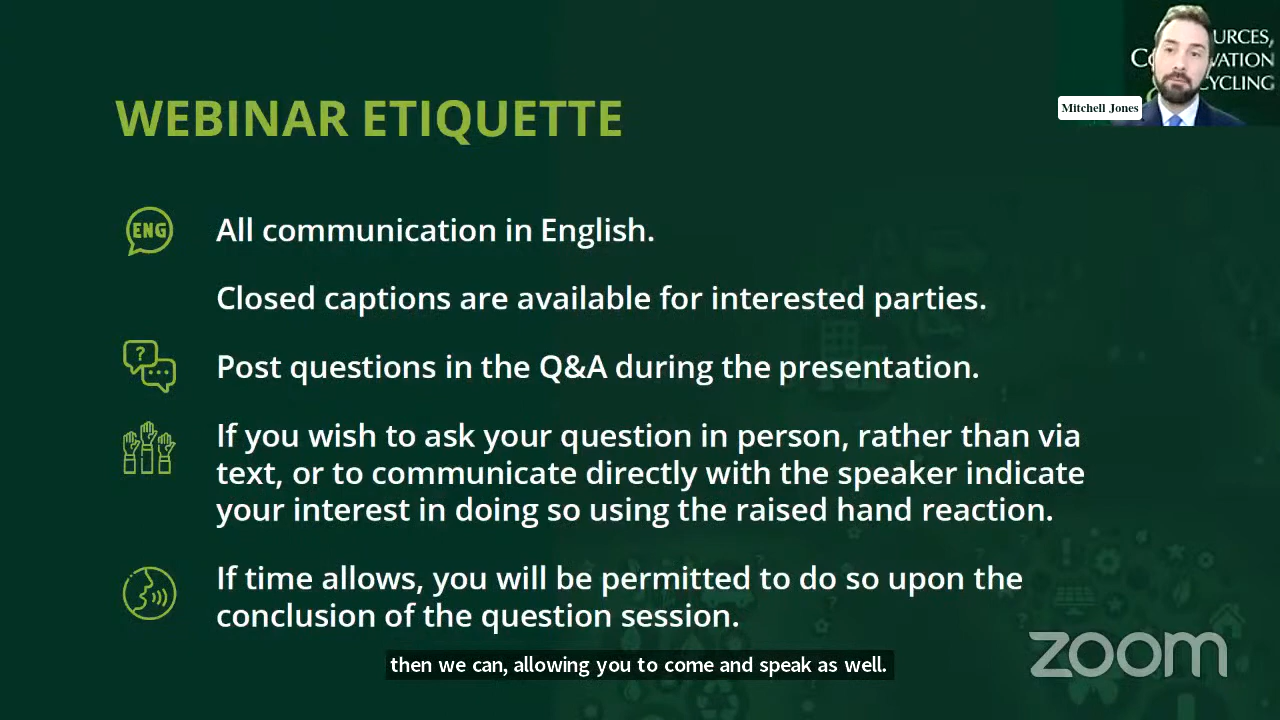 WEBINAR ETIQUETTE
URCES,
VATION
CYCLING
Mitchell Jones
ENG
All communication in English.
Closed captions are available for interested parties.
?
Post questions in the Q&A during the presentation.
If you wish to ask your question in person, rather than via
text, or to communicate directly with the speaker indicate
your interest in doing so using the raised hand reaction.
If time allows, you will be permitted to do so upon the
conclusion of the question session.
then we can, allowing you to come and speak as well.
zoom